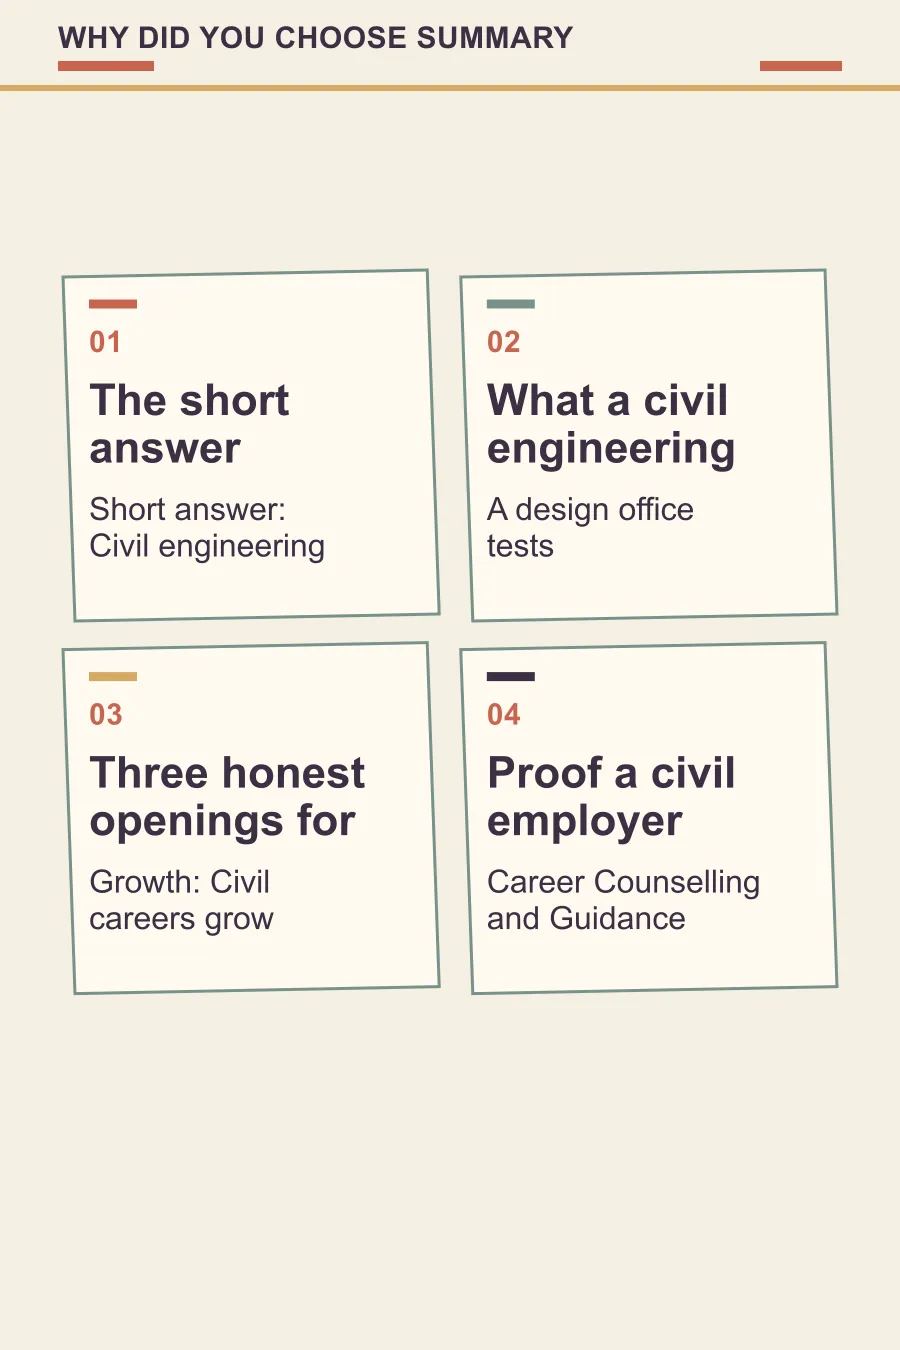 WHY DID YOU CHOOSE SUMMARY
01
The short
answer
Short answer:
Civil engineering
02
What a civil
engineering
A design office
tests
03
Three honest
openings for
Growth: Civil
careers grow
04
Proof a civil
employer
Career Counselling
and Guidance